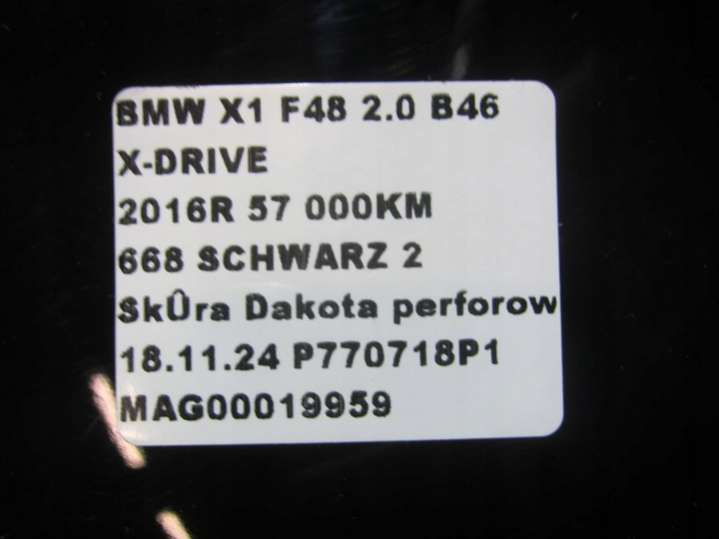 BMW X1 F48 2.0 B46
X-DRIVE
2016R 57 000KM
668 SCHWARZ 2
SkÛra Dakota perforow
18.11.24 P770718P1
MAG00019959